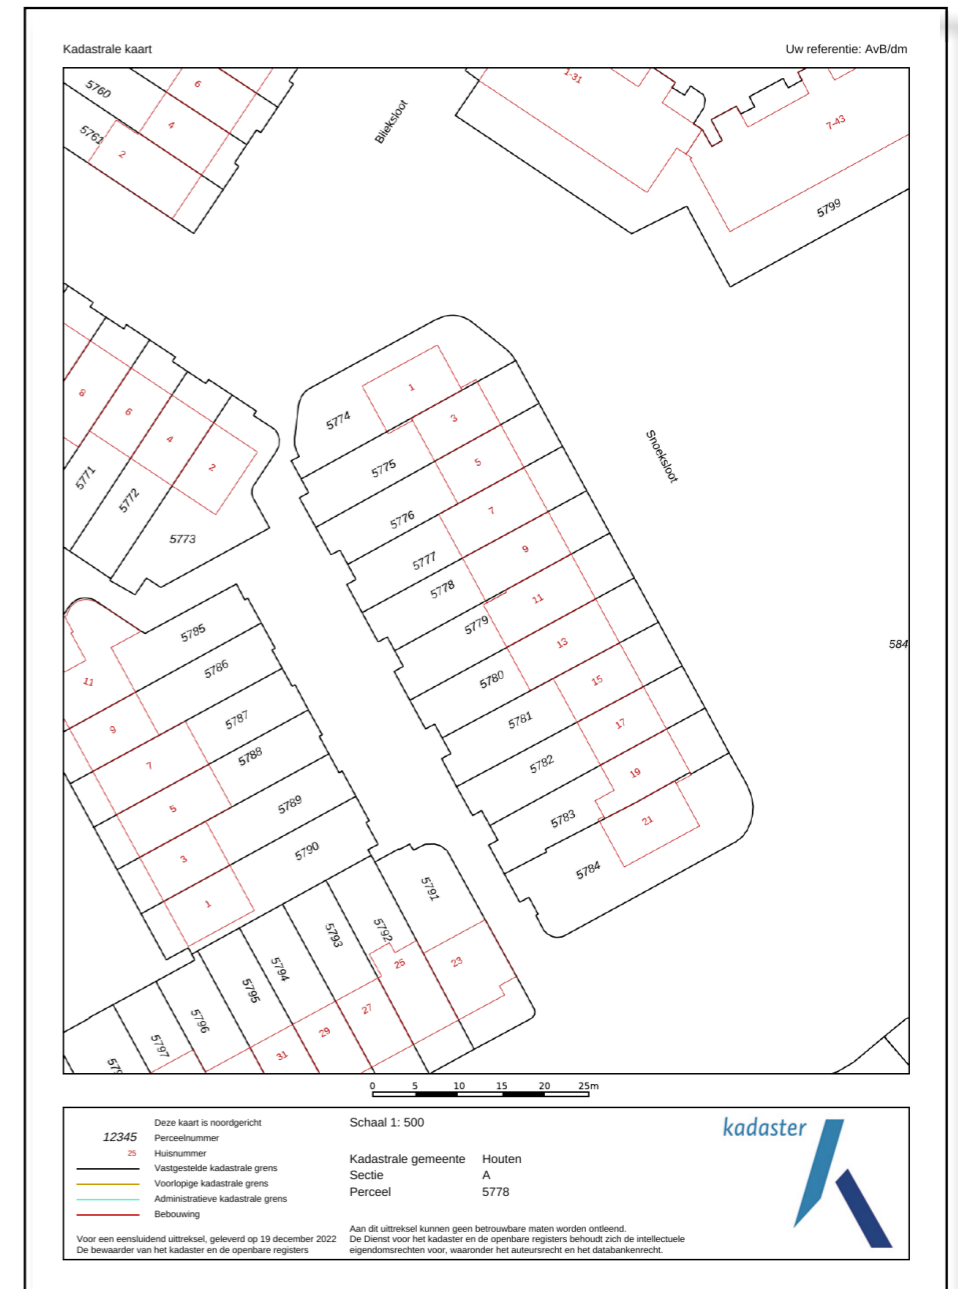 Kadastrale kaart
Uw referentie: AvB/dm
5760
6
4
5761
2
Blieksloot
1-31
7-43
5799
8
6
4
2
5771
5772
5773
5774
1
3
5775
5
5776
7
5777
9
5778
11
5779
13
5780
15
5781
17
5782
19
5783
21
5784
Snoeksloot
584
5785
5786
11
9
5787
7
5788
5
5789
3
5790
1
5791
5792
5793
5794
5795
5796
5797
579
23
25
27
29
31
0 5 10 15 20 25m
Deze kaart is noordgericht
12345 Perceelnummer
25 Huisnummer
Vastgestelde kadastrale grens
Voorlopige kadastrale grens
Administratieve kadastrale grens
Bebouwing
Voor een eensluidend uittreksel, geleverd op 19 december 2022
De bewaarder van het kadaster en de openbare registers
Schaal 1: 500
Kadastrale gemeente Houten
Sectie A
Perceel 5778
Aan dit uittreksel kunnen geen betrouwbare maten worden ontleend.
De Dienst voor het kadaster en de openbare registers behoudt zich de intellectuele
eigendomsrechten voor, waaronder het auteursrecht en het databankenrecht.
kadaster